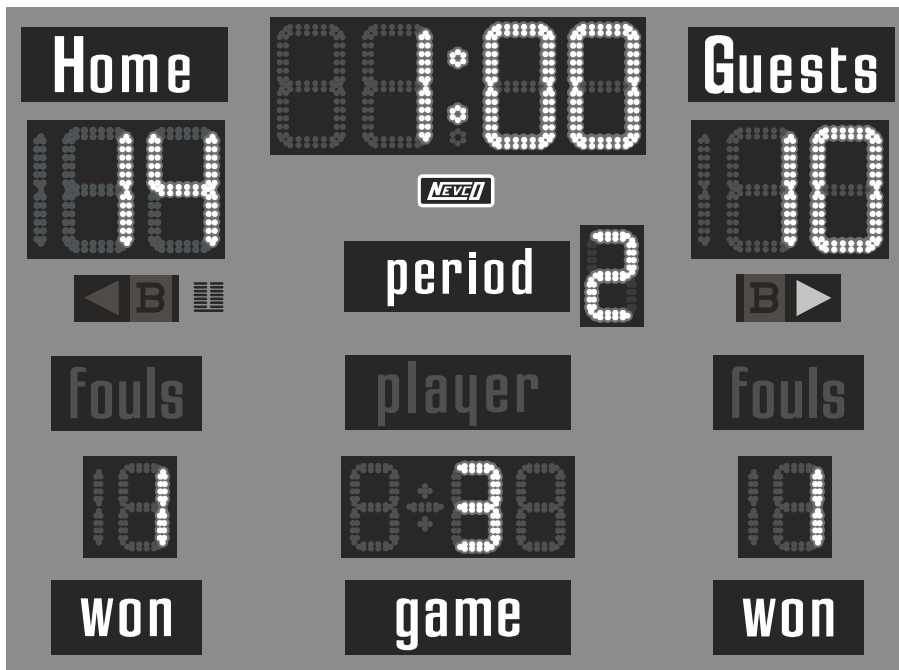 Home 1:00 Guests
14 NEVCO 10
period 2
B B
fouls player fouls
1 3 1
won game won